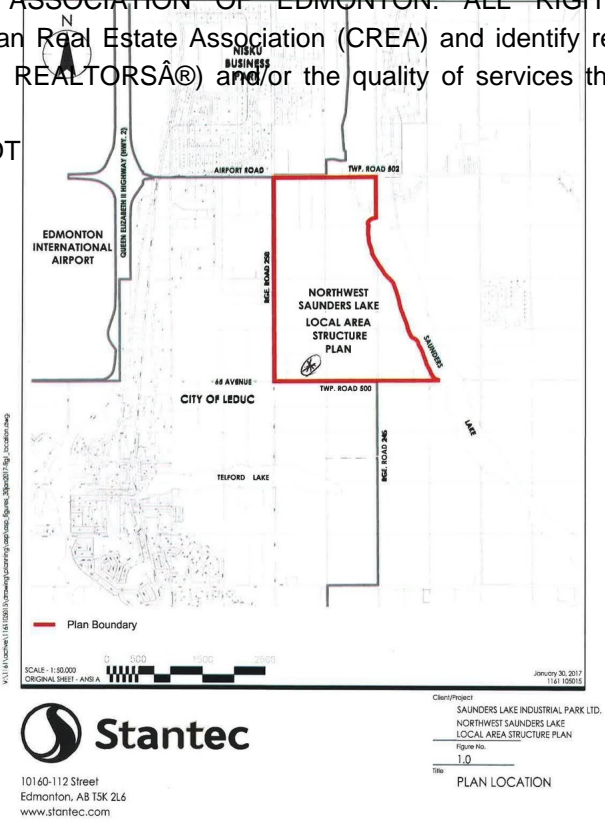 ASSOCIATION OF EDMONTON. ALL RIGHT
an Real Estate Association (CREA) and identify re
REALTORSÂ®) and/or the quality of services th
OT
N
NISKU
BUSINESS
PARK
QUEEN ELIZABETH II HIGHWAY (HWY. 2)
AIRPORT ROAD
TWP. ROAD 502
EDMONTON
INTERNATIONAL
AIRPORT
RGE. ROAD 250
NORTHWEST
SAUNDERS LAKE
LOCAL AREA
STRUCTURE
PLAN
SAUNDERS
LAKE
65 AVENUE
TWP. ROAD 500
CITY OF LEDUC
RGE. ROAD 245
TELFORD LAKE
Plan Boundary
0 500 1500 2500
SCALE - 1:50,000
ORIGINAL SHEET - ANSI A
January 30, 2017
1161 105015
Stantec
10160-112 Street
Edmonton, AB T5K 2L6
www.stantec.com
Client/Project
SAUNDERS LAKE INDUSTRIAL PARK LTD.
NORTHWEST SAUNDERS LAKE
LOCAL AREA STRUCTURE PLAN
Figure No.
1.0
Title
PLAN LOCATION